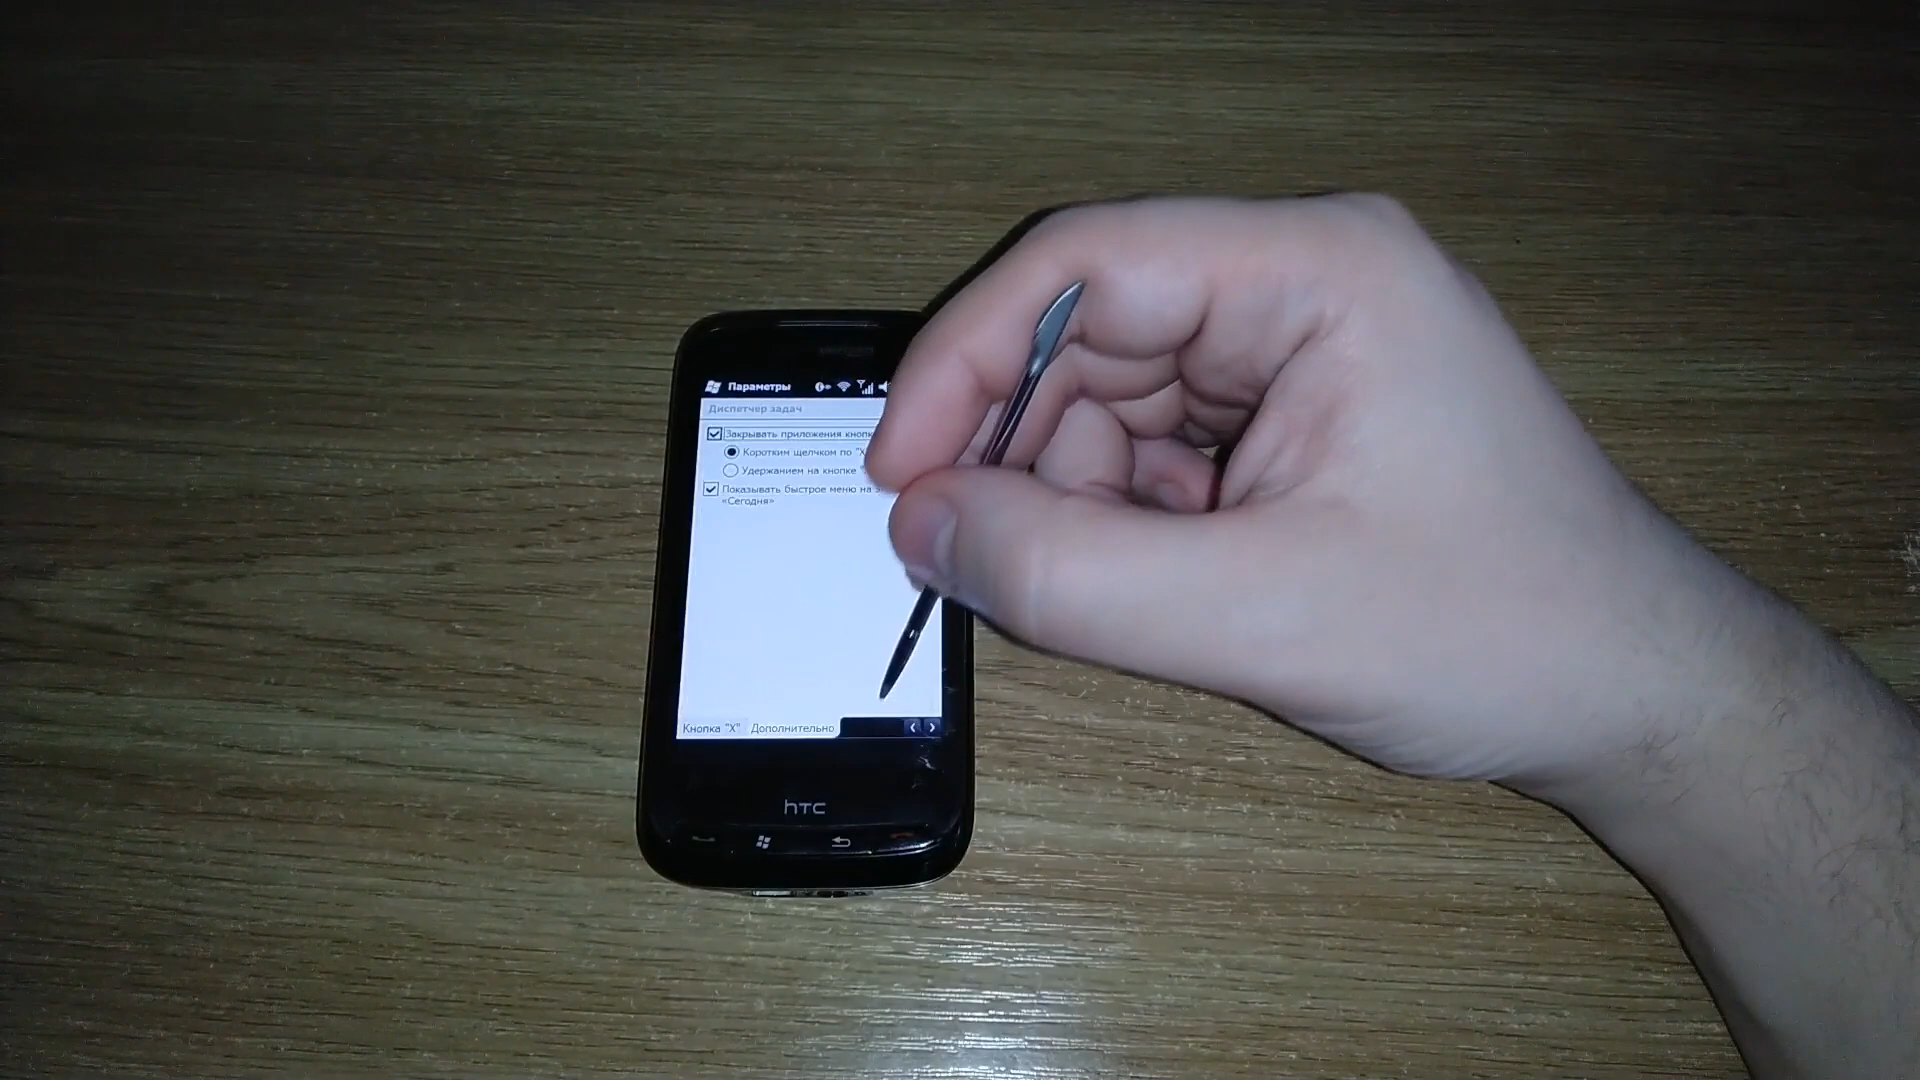 Параметры
Диспетчер задач
Закрывать приложения
Коротким щелчком по "X
Удержанием на кнопке
Показывать быстрое меню на
«Сегодня»
Кнопка "X" Дополнительно
hTC